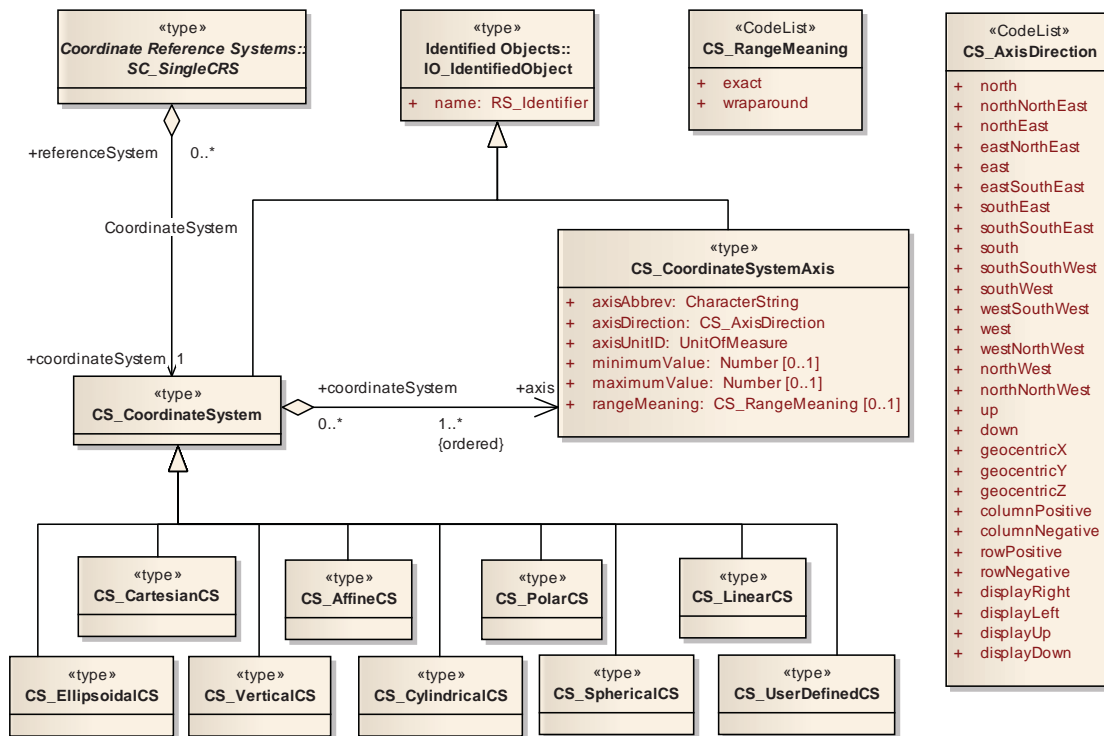 «type»
Coordinate Reference Systems::
SC_SingleCRS
«type»
Identified Objects::
IO_IdentifiedObject
+ name: RS_Identifier
«CodeList»
CS_RangeMeaning
+ exact
+ wraparound
«CodeList»
CS_AxisDirection
+ north
+ northNorthEast
+ northEast
+ eastNorthEast
+ east
+ eastSouthEast
+ southEast
+ southSouthEast
+ south
+ southSouthWest
+ southWest
+ westSouthWest
+ west
+ westNorthWest
+ northWest
+ northNorthWest
+ up
+ down
+ geocentricX
+ geocentricY
+ geocentricZ
+ columnPositive
+ columnNegative
+ rowPositive
+ rowNegative
+ displayRight
+ displayLeft
+ displayUp
+ displayDown
+referenceSystem 0..*
CoordinateSystem
+coordinateSystem 1
«type»
CS_CoordinateSystemAxis
+ axisAbbrev: CharacterString
+ axisDirection: CS_AxisDirection
+ axisUnitID: UnitOfMeasure
+ minimumValue: Number [0..1]
+ maximumValue: Number [0..1]
+ rangeMeaning: CS_RangeMeaning [0..1]
«type»
CS_CoordinateSystem
+coordinateSystem +axis
0..* 1..*
{ordered}
«type»
CS_CartesianCS
«type»
CS_AffineCS
«type»
CS_PolarCS
«type»
CS_LinearCS
«type»
CS_EllipsoidalCS
«type»
CS_VerticalCS
«type»
CS_CylindricalCS
«type»
CS_SphericalCS
«type»
CS_UserDefinedCS